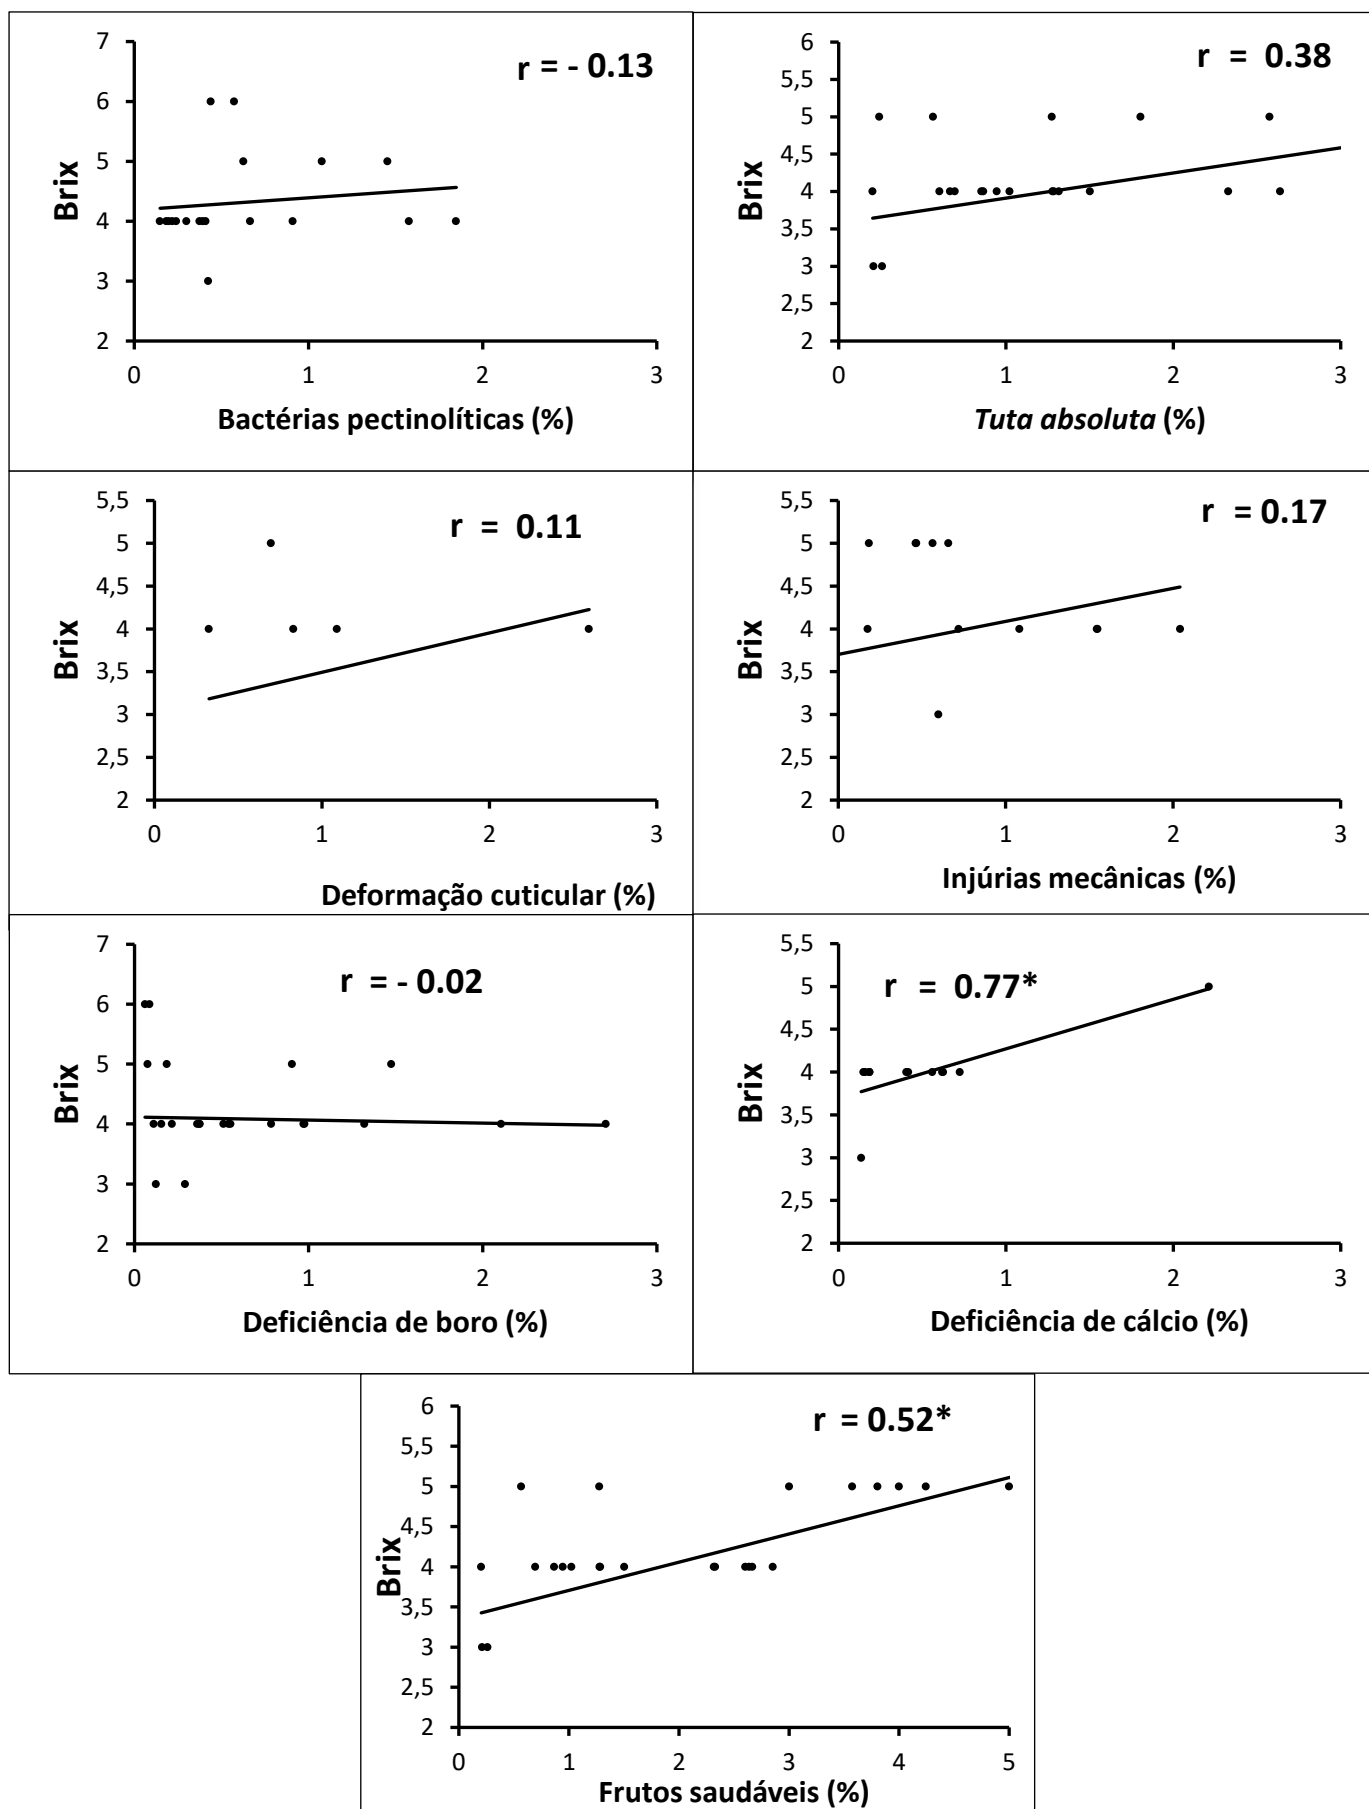 7
6
5
4
3
2
Brix
r = - 0.13
0 1 2 3
Bactérias pectinolíticas (%)
6
5,5
5
4,5
4
3,5
3
2,5
2
Brix
r = 0.38
0 1 2 3
Tuta absoluta (%)
5,5
5
4,5
4
3,5
3
2,5
2
Brix
r = 0.11
0 1 2 3
Deformação cuticular (%)
5,5
5
4,5
4
3,5
3
2,5
2
Brix
r = 0.17
0 1 2 3
Injúrias mecânicas (%)
7
6
5
4
3
2
Brix
r = - 0.02
0 1 2 3
Deficiência de boro (%)
5,5
5
4,5
4
3,5
3
2,5
2
Brix
r = 0.77*
0 1 2 3
Deficiência de cálcio (%)
6
5,5
5
4,5
4
3,5
3
2,5
2
Brix
r = 0.52*
0 1 2 3 4 5
Frutos saudáveis (%)